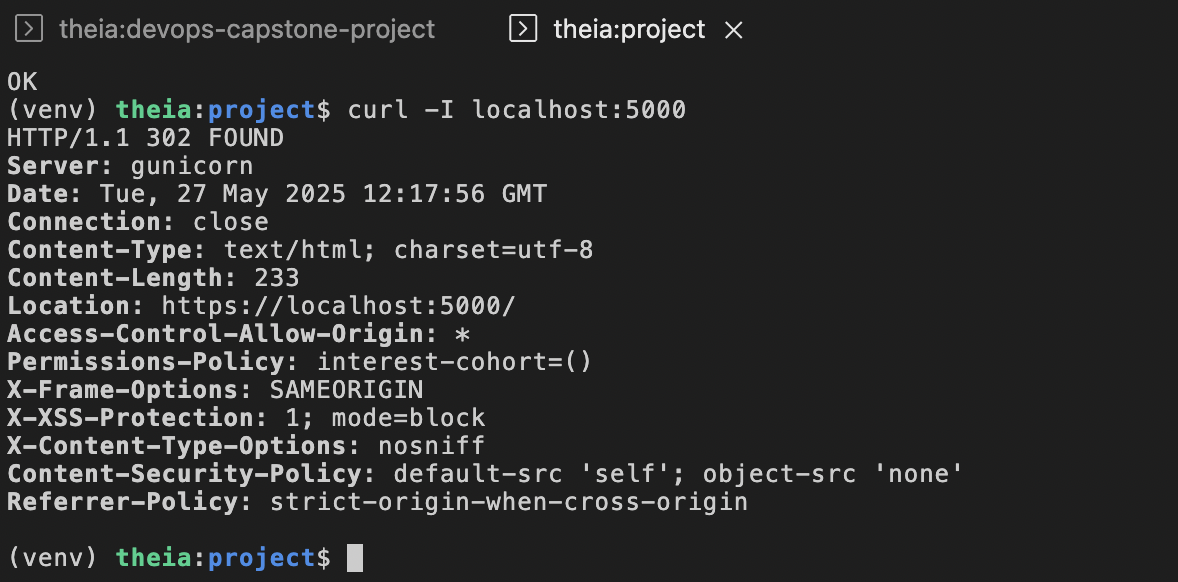 theia:devops-capstone-project theia:project
OK
(venv) theia:project$ curl -I localhost:5000
HTTP/1.1 302 FOUND
Server: gunicorn
Date: Tue, 27 May 2025 12:17:56 GMT
Connection: close
Content-Type: text/html; charset=utf-8
Content-Length: 233
Location: https://localhost:5000/
Access-Control-Allow-Origin: *
Permissions-Policy: interest-cohort=()
X-Frame-Options: SAMEORIGIN
X-XSS-Protection: 1; mode=block
X-Content-Type-Options: nosniff
Content-Security-Policy: default-src 'self'; object-src 'none'
Referrer-Policy: strict-origin-when-cross-origin
(venv) theia:project$